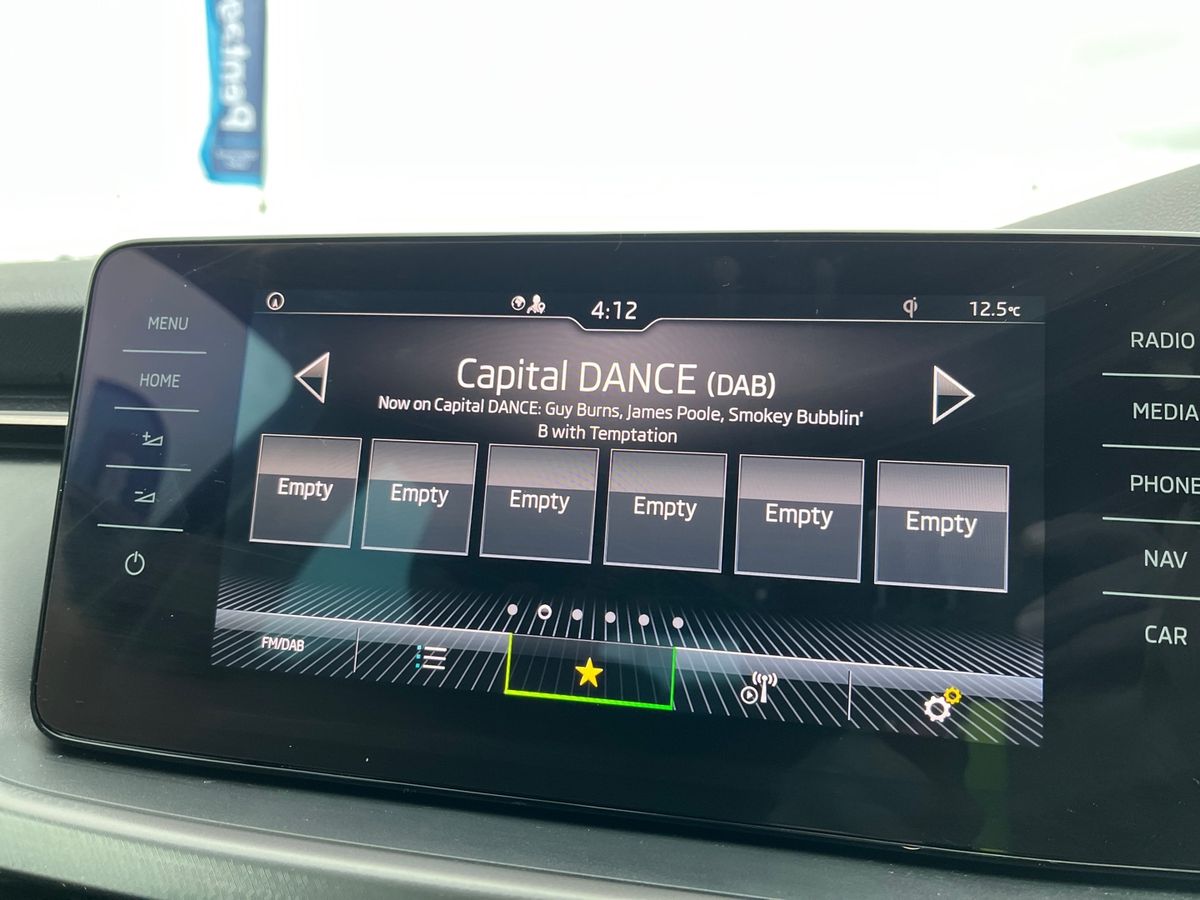 Pentag
4:12
12.5°C
MENU
HOME
Capital DANCE (DAB)
Now on Capital DANCE: Guy Burns, James Poole, Smokey Bubblin'
B with Temptation
Empty
Empty
Empty
Empty
Empty
Empty
FM/DAB
RADIO
MEDIA
PHONE
NAV
CAR